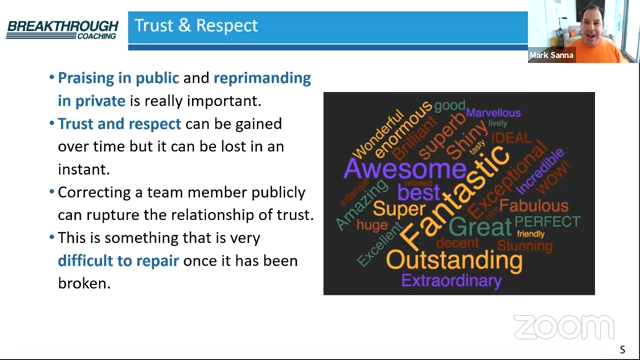 BREAKTHROUGH
COACHING
Trust & Respect
Mark Sanna
• Praising in public and reprimanding
in private is really important.
• Trust and respect can be gained
over time but it can be lost in an
instant.
• Correcting a team member publicly
can rupture the relationship of trust.
• This is something that is very
difficult to repair once it has been
broken.
Wonderful
enormous
good
Marvellous
lively
Brilliant
superb
Shiny
tasty
IDEAL
Incredible
WOW!
Awesome
best
Fantastic
Exceptional
Amazing
Super
huge
Great
Fabulous
PERFECT
friendly
Excellent
decent
Stunning
Outstanding
Extraordinary
zoom
S